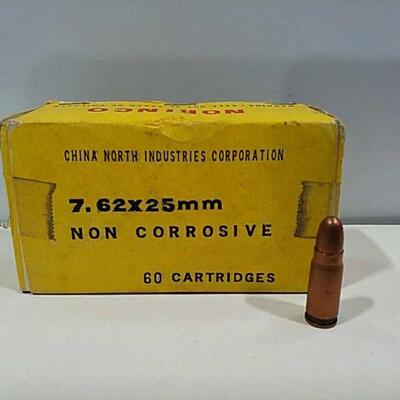 NORINCO
CHINA NORTH INDUSTRIES CORPORATION
7.62X25mm
NON CORROSIVE
60 CARTRIDGES